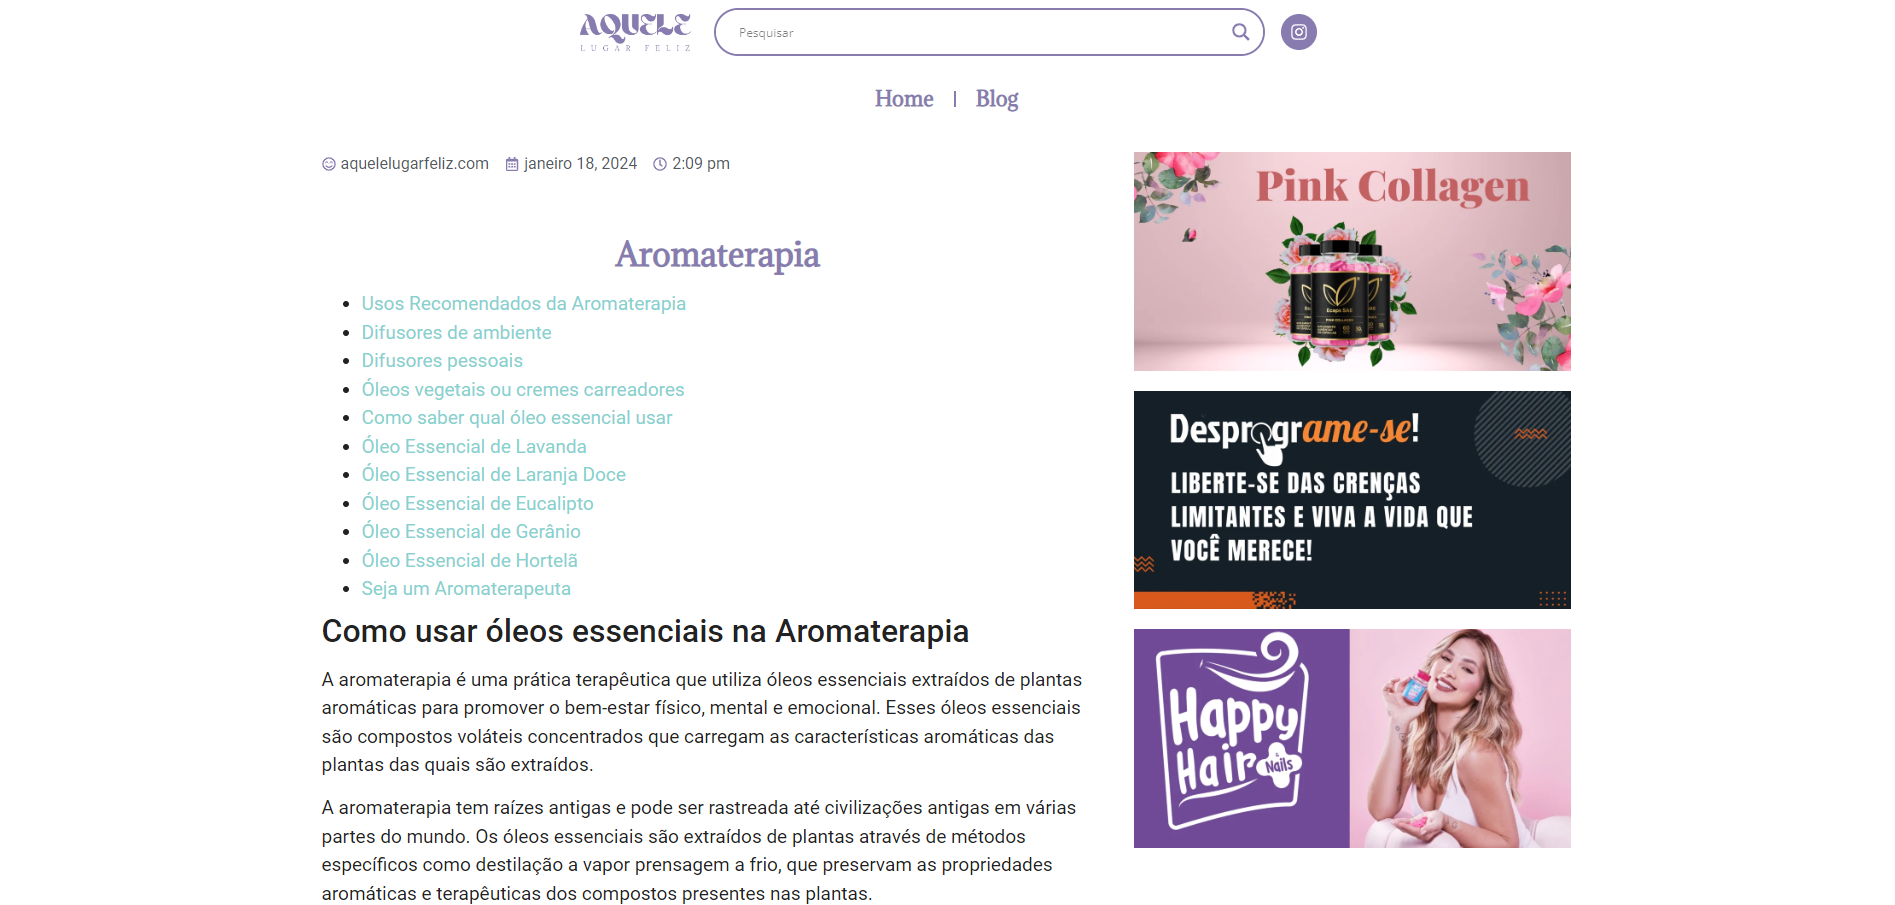 AQUELE
LUGAR FELIZ
Pesquisar
Home | Blog
aquelelugarfeliz.com janeiro 18, 2024 2:09 pm
Aromaterapia
Usos Recomendados da Aromaterapia
Difusores de ambiente
Difusores pessoais
Óleos vegetais ou cremes carreadores
Como saber qual óleo essencial usar
Óleo Essencial de Lavanda
Óleo Essencial de Laranja Doce
Óleo Essencial de Eucalipto
Óleo Essencial de Gerânio
Óleo Essencial de Hortelã
Seja um Aromaterapeuta
Como usar óleos essenciais na Aromaterapia
A aromaterapia é uma prática terapêutica que utiliza óleos essenciais extraídos de plantas
aromáticas para promover o bem-estar físico, mental e emocional. Esses óleos essenciais
são compostos voláteis concentrados que carregam as características aromáticas das
plantas das quais são extraídos.
A aromaterapia tem raízes antigas e pode ser rastreada até civilizações antigas em várias
partes do mundo. Os óleos essenciais são extraídos de plantas através de métodos
específicos como destilação a vapor prensagem a frio, que preservam as propriedades
aromáticas e terapêuticas dos compostos presentes nas plantas.
Pink Collagen
Ecaps SAE
PINK COLLAGEN
60
Desprograme-se!
LIBERTE-SE DAS CRENÇAS
LIMITANTES E VIVA A VIDA QUE
VOCÊ MERECE!
Happy
Hair
& Nails